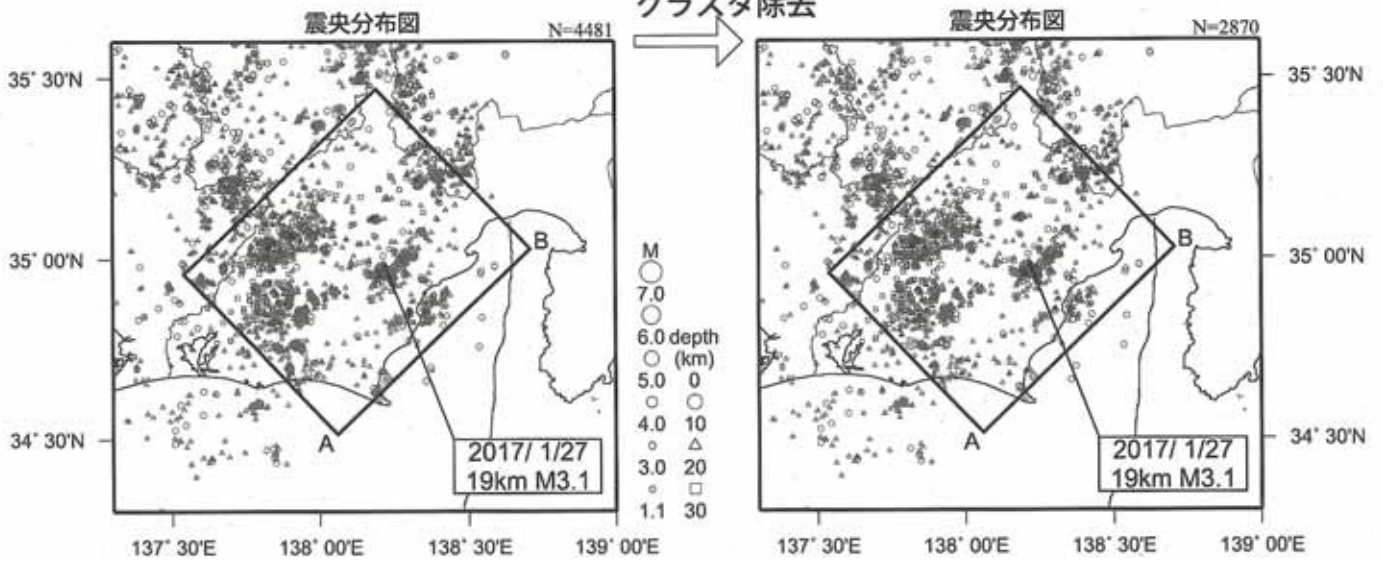 クラスタ除去
震央分布図
N=4481
35° 30'N
35° 00'N
34° 30'N
137° 30'E
138° 00'E
138° 30'E
139° 00'E
A
B
2017/ 1/27
19km M3.1
M
7.0
6.0 depth
(km)
5.0 0
4.0 10
3.0 20
1.1 30
震央分布図
N=2870
35° 30'N
35° 00'N
34° 30'N
137° 30'E
138° 00'E
138° 30'E
139° 00'E
A
B
2017/ 1/27
19km M3.1